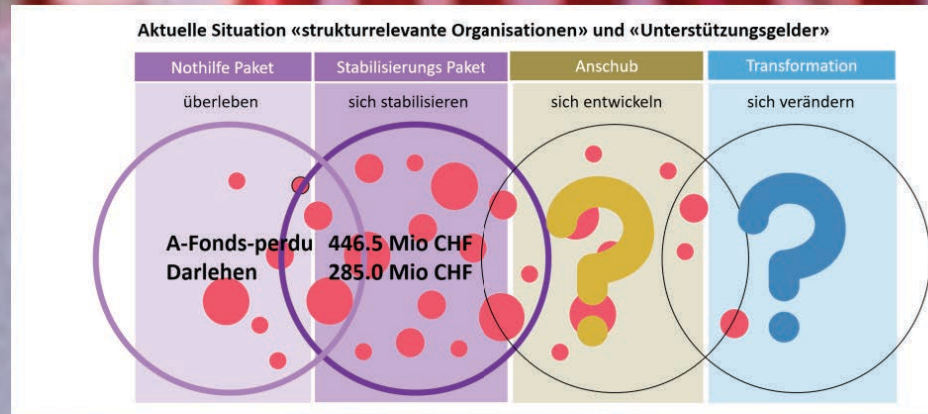 Aktuelle Situation «strukturrelevante Organisationen» und «Unterstützungsgelder»
Nothilfe Paket
Stabilisierungs Paket
Anschub
Transformation
überleben
sich stabilisieren
sich entwickeln
sich verändern
A-Fonds-perdu 446.5 Mio CHF
Darlehen 285.0 Mio CHF
? ?